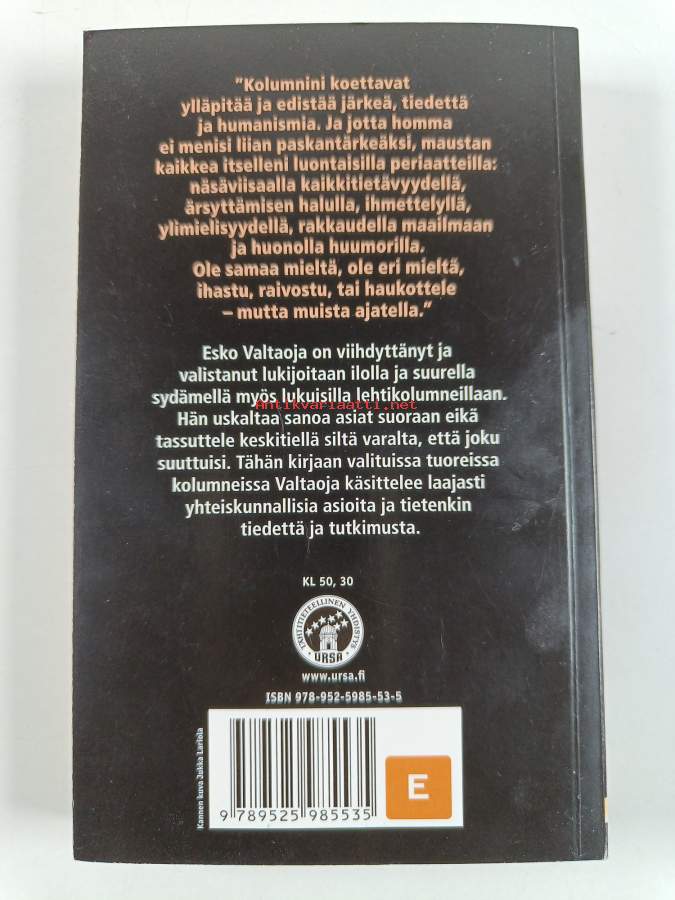 "Kolumnini koettavat
ylläpitää ja edistää järkeä, tiedettä
ja humanismia. Ja jotta homma
ei menisi liian paskantärkeäksi, maustan
kaikkea itselleni luontaisilla periaatteilla:
näsäviisaalla kaikkitietävyydellä,
ärsyttämisen halulla, ihmettelyllä,
ylimielisyydellä, rakkaudella maailmaan
ja huonolla huumorilla.
Ole samaa mieltä, ole eri mieltä,
ihastu, raivostu, tai haukottele
– mutta muista ajatella."
Esko Valtaoja on viihdyttänyt ja
valistanut lukijoitaan ilolla ja suurella
sydämellä myös lukuisilla lehtikolumneillaan.
Antikvariaatti.net
Hän uskaltaa sanoa asiat suoraan eikä
tassuttele keskitiellä siltä varalta, että joku
suuttuisi. Tähän kirjaan valituissa tuoreissa
kolumneissa Valtaoja käsittelee laajasti
yhteiskunnallisia asioita ja tietenkin
tiedettä ja tutkimusta.
KL 50, 30
TÄHTITIETEELLINEN YHDISTYS
URSA
www.ursa.fi
ISBN 978-952-5985-53-5
Kannen kuva Jukka Lariola
E
9 789525 985535